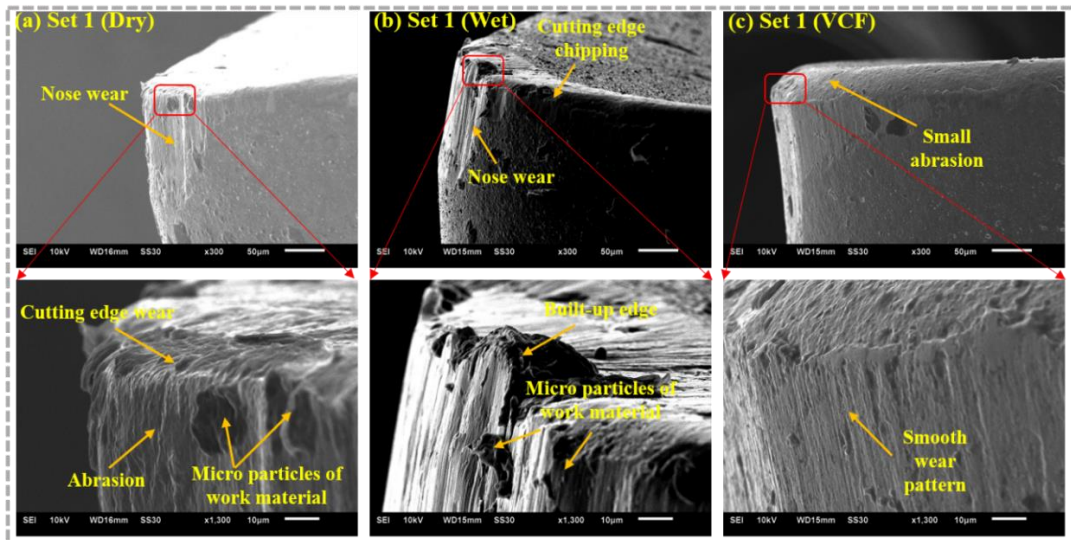 (a) Set 1 (Dry)
Nose wear
SEI 10kV WD16mm SS30 x300 50µm
(b) Set 1 (Wet)
Cutting edge
chipping
Nose wear
SEI 10kV WD15mm SS30 x300 50µm
(c) Set 1 (VCF)
Small
abrasion
SEI 10kV WD15mm SS30 x300 50µm
Cutting edge wear
Abrasion
Micro particles of
work material
SEI 10kV WD16mm SS30 x1,300 10µm
Built-up edge
Micro particles of
work material
SEI 10kV WD15mm SS30 x1,300 10µm
Smooth
wear
pattern
SEI 10kV WD15mm SS30 x1,300 10µm